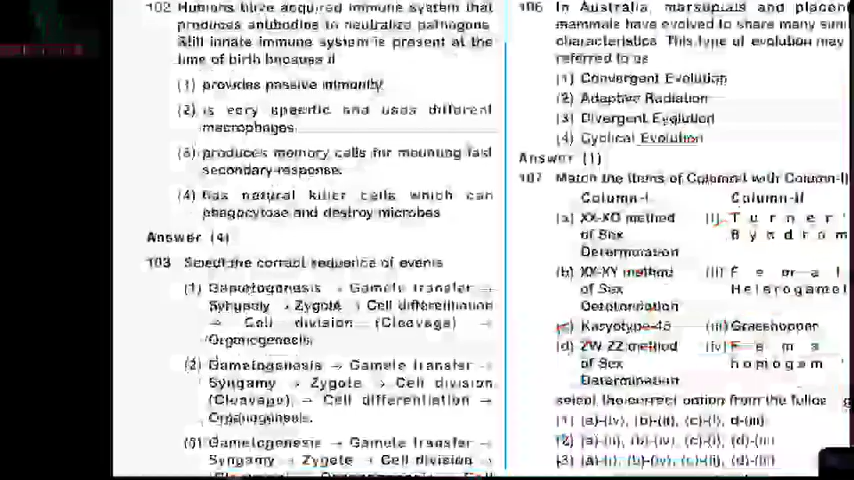 102 Humans have acquired immune system that
produces antibodies to neutralize pathogens
Still innate immune system is present at the
time of birth because it
(1) provides passive immunity
(2) is very specific and uses different
macrophages
(3) produces memory cells for mounting fast
secondary response.
(4) has natural killer cells which can
phagocytose and destroy microbes
Answer (4)
103 Select the correct sequence of events
(1) Gametogenesis → Gamete transfer →
Syngamy → Zygote → Cell differentiation
→ Cell division (Cleavage) →
Organogenesis
(2) Gametogenesis → Gamete transfer →
Syngamy → Zygote → Cell division
(Cleavage) → Cell differentiation →
Organogenesis.
(3) Gametogenesis → Gamete transfer →
Syngamy → Zygote → Cell division →
106 In Australia, marsupials and placen
mammals have evolved to share many simi
characteristics This type of evolution may
referred to as
(1) Convergent Evolution
(2) Adaptive Radiation
(3) Divergent Evolution
(4) Cyclical Evolution
Answer (1)
107 Match the Items of Column-I with Column-II
Column-I Column-II
(a) XX-XO method (i) Turner'
of Sex Syndrom
Determination
(b) XX-XY method (ii) Femal
of Sex Heterogamet
Determination
(c) Karyotype-45 (iii) Grasshopper
(d) ZW-ZZ method (iv) Fema
of Sex homogam
Determination
select the correct option from the follow
(1) (a)-(iv), (b)-(ii), (c)-(i), d-(iii)
(2) (a)-(ii), (b)-(iv), (c)-(i), (d)-(iii)
(3) (a)-(i), (b)-(iv), (c)-(ii), (d)-(iii)